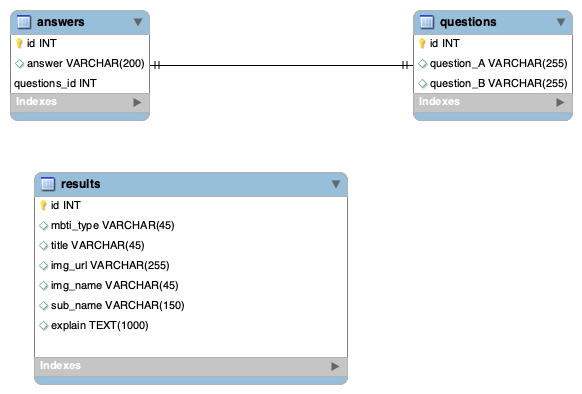 answers
id INT
answer VARCHAR(200)
questions_id INT
Indexes
questions
id INT
question_A VARCHAR(255)
question_B VARCHAR(255)
Indexes
results
id INT
mbti_type VARCHAR(45)
title VARCHAR(45)
img_url VARCHAR(255)
img_name VARCHAR(45)
sub_name VARCHAR(150)
explain TEXT(1000)
Indexes